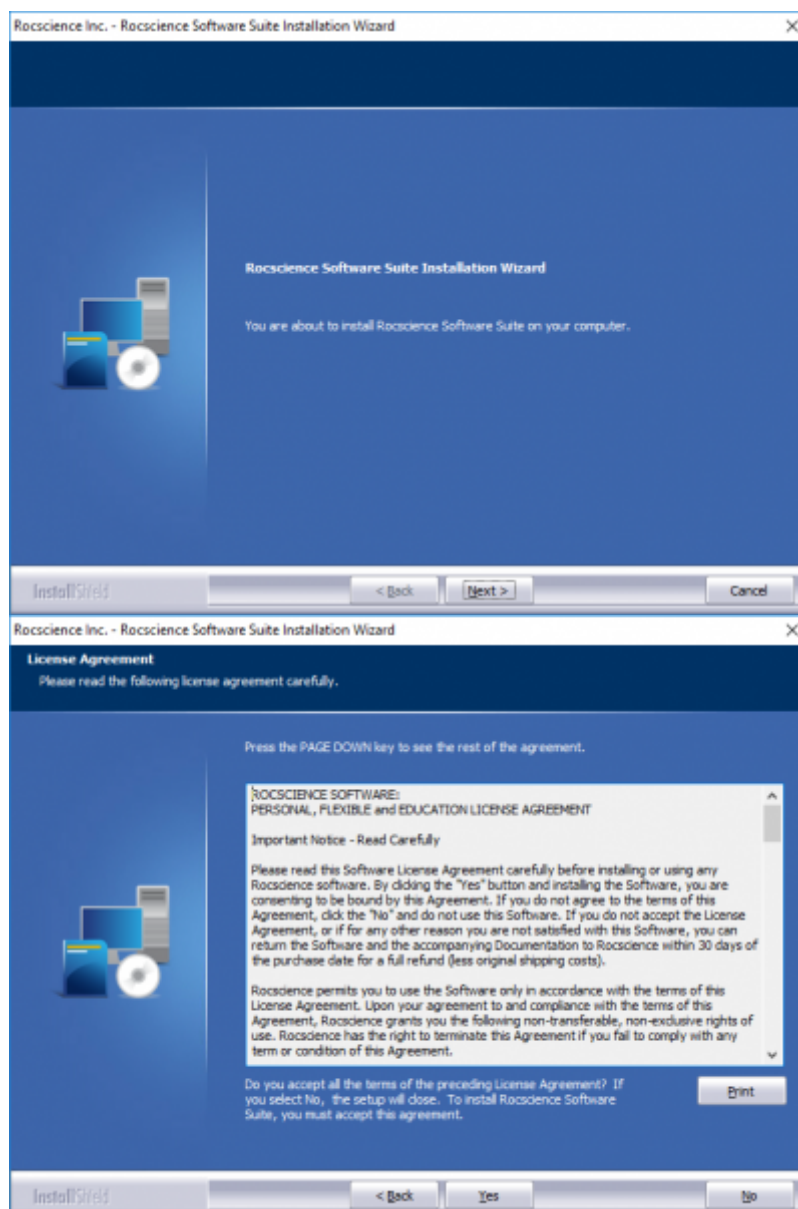 Rocscience Inc. - Rocscience Software Suite Installation Wizard
Rocscience Software Suite Installation Wizard
You are about to install Rocscience Software Suite on your computer.
InstallShield
< Back
Next >
Cancel
Rocscience Inc. - Rocscience Software Suite Installation Wizard
License Agreement
Please read the following license agreement carefully.
Press the PAGE DOWN key to see the rest of the agreement.
ROCSCIENCE SOFTWARE:
PERSONAL, FLEXIBLE and EDUCATION LICENSE AGREEMENT
Important Notice - Read Carefully
Please read this Software License Agreement carefully before installing or using any
Rocscience software. By clicking the "Yes" button and installing the Software, you are
consenting to be bound by this Agreement. If you do not agree to the terms of this
Agreement, click the "No" and do not use this Software. If you do not accept the License
Agreement, or if for any other reason you are not satisfied with this Software, you can
return the Software and the accompanying Documentation to Rocscience within 30 days of
the purchase date for a full refund (less original shipping costs).
Rocscience permits you to use the Software only in accordance with the terms of this
License Agreement. Upon your agreement to and compliance with the terms of this
Agreement, Rocscience grants you the following non-transferable, non-exclusive rights of
use. Rocscience has the right to terminate this Agreement if you fail to comply with any
term or condition of this Agreement.
Do you accept all the terms of the preceding License Agreement? If
you select No, the setup will close. To install Rocscience Software
Suite, you must accept this agreement.
Print
InstallShield
< Back
Yes
No